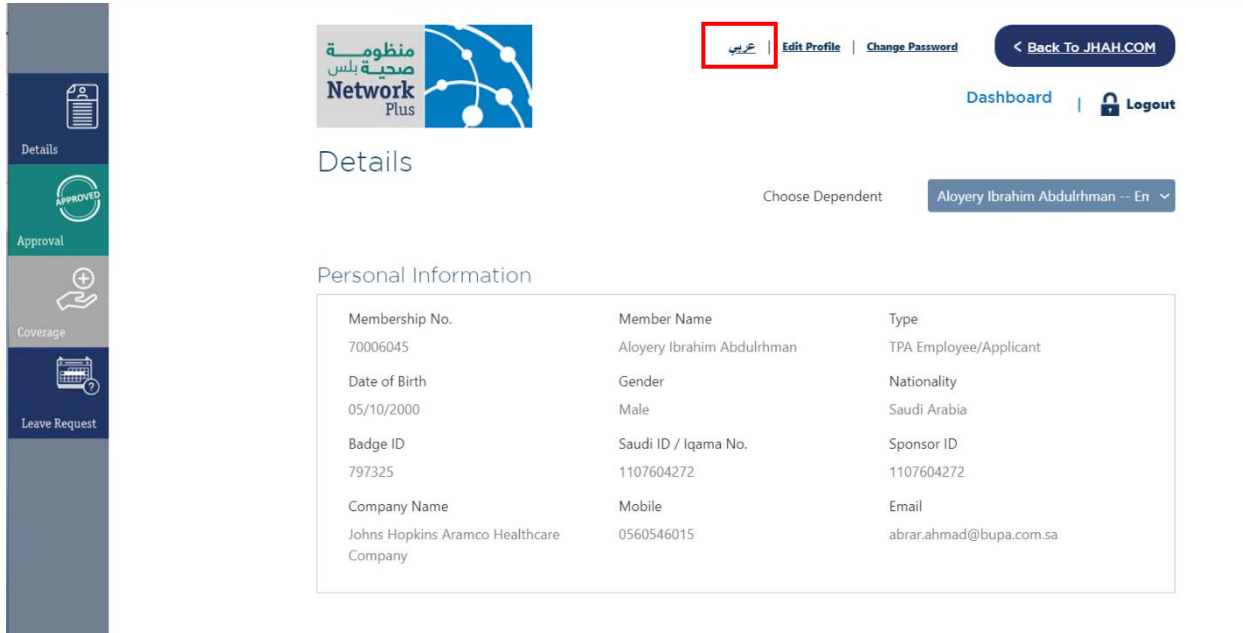 منظومــــة
صحيــة بلس
Network
Plus
عربي | Edit Profile | Change Password
< Back To JHAH.COM
Dashboard | Logout
Details
APPROVED
Approval
Coverage
?
Leave Request
Details
Choose Dependent
Aloyery Ibrahim Abdulrhman -- En
Personal Information
Membership No. Member Name Type
70006045 Aloyery Ibrahim Abdulrhman TPA Employee/Applicant
Date of Birth Gender Nationality
05/10/2000 Male Saudi Arabia
Badge ID Saudi ID / Iqama No. Sponsor ID
797325 1107604272 1107604272
Company Name Mobile Email
Johns Hopkins Aramco Healthcare 0560546015 abrar.ahmad@bupa.com.sa
Company